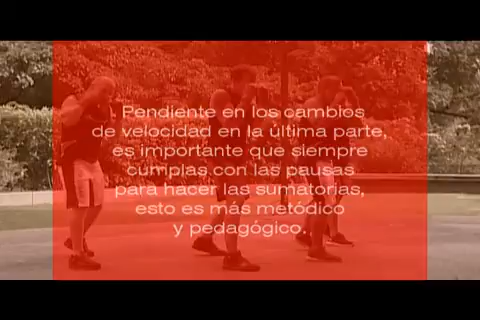 Pendiente en los cambios
de velocidad en la última parte,
es importante que siempre
cumplas con las pausas
para hacer las sumatorias,
esto es más metódico
y pedagógico.